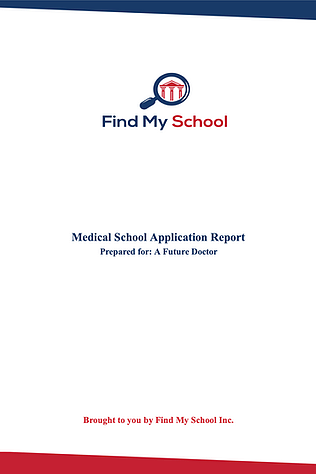 Find My School
Medical School Application Report
Prepared for: A Future Doctor
Brought to you by Find My School Inc.